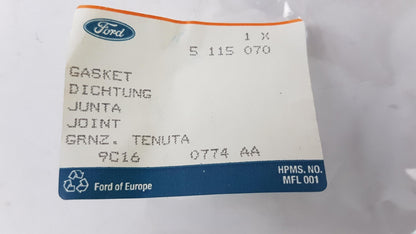 Ford
1 X
5 115 070
GASKET
DICHTUNG
JUNTA
JOINT
GRNZ. TENUTA
9C16 0774 AA
Ford of Europe
HPMS. NO.
MFL 001